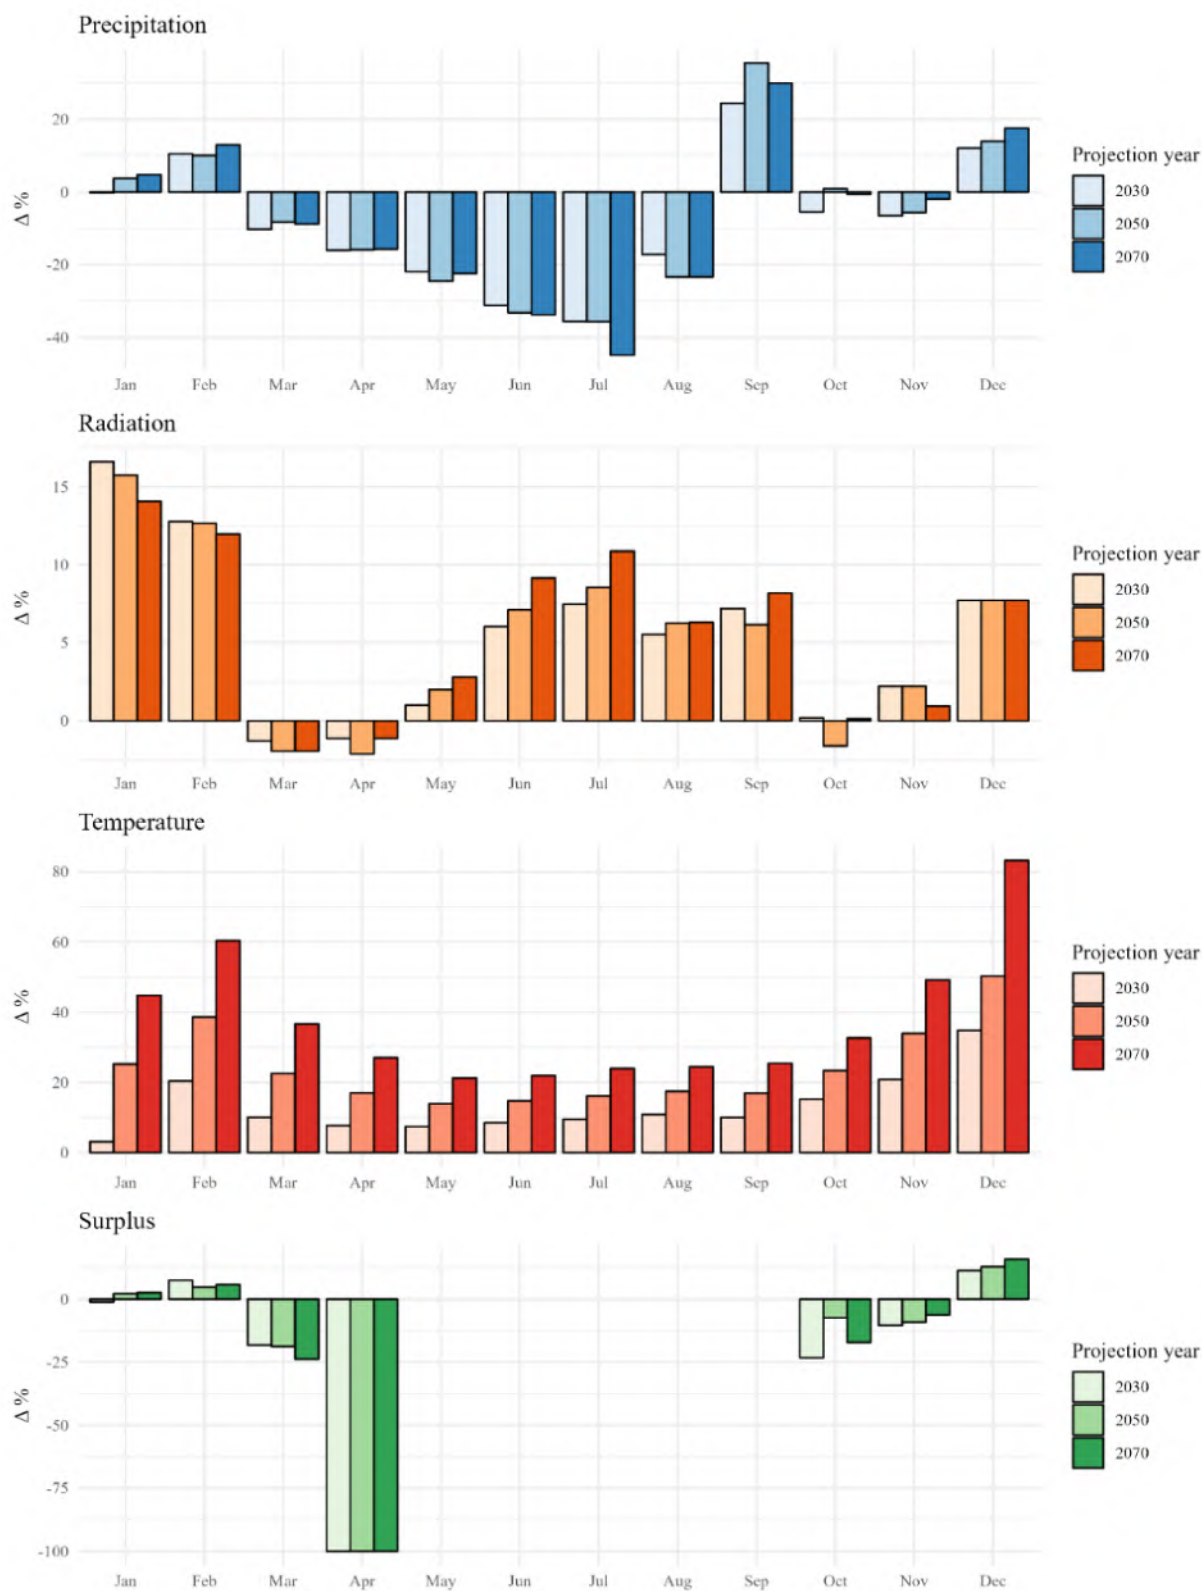 Precipitation
20
0
-20
-40
Δ %
Jan Feb Mar Apr May Jun Jul Aug Sep Oct Nov Dec
Projection year
2030
2050
2070
Radiation
15
10
5
0
Δ %
Jan Feb Mar Apr May Jun Jul Aug Sep Oct Nov Dec
Projection year
2030
2050
2070
Temperature
80
60
40
20
0
Δ %
Jan Feb Mar Apr May Jun Jul Aug Sep Oct Nov Dec
Projection year
2030
2050
2070
Surplus
0
-25
-50
-75
-100
Δ %
Jan Feb Mar Apr May Jun Jul Aug Sep Oct Nov Dec
Projection year
2030
2050
2070